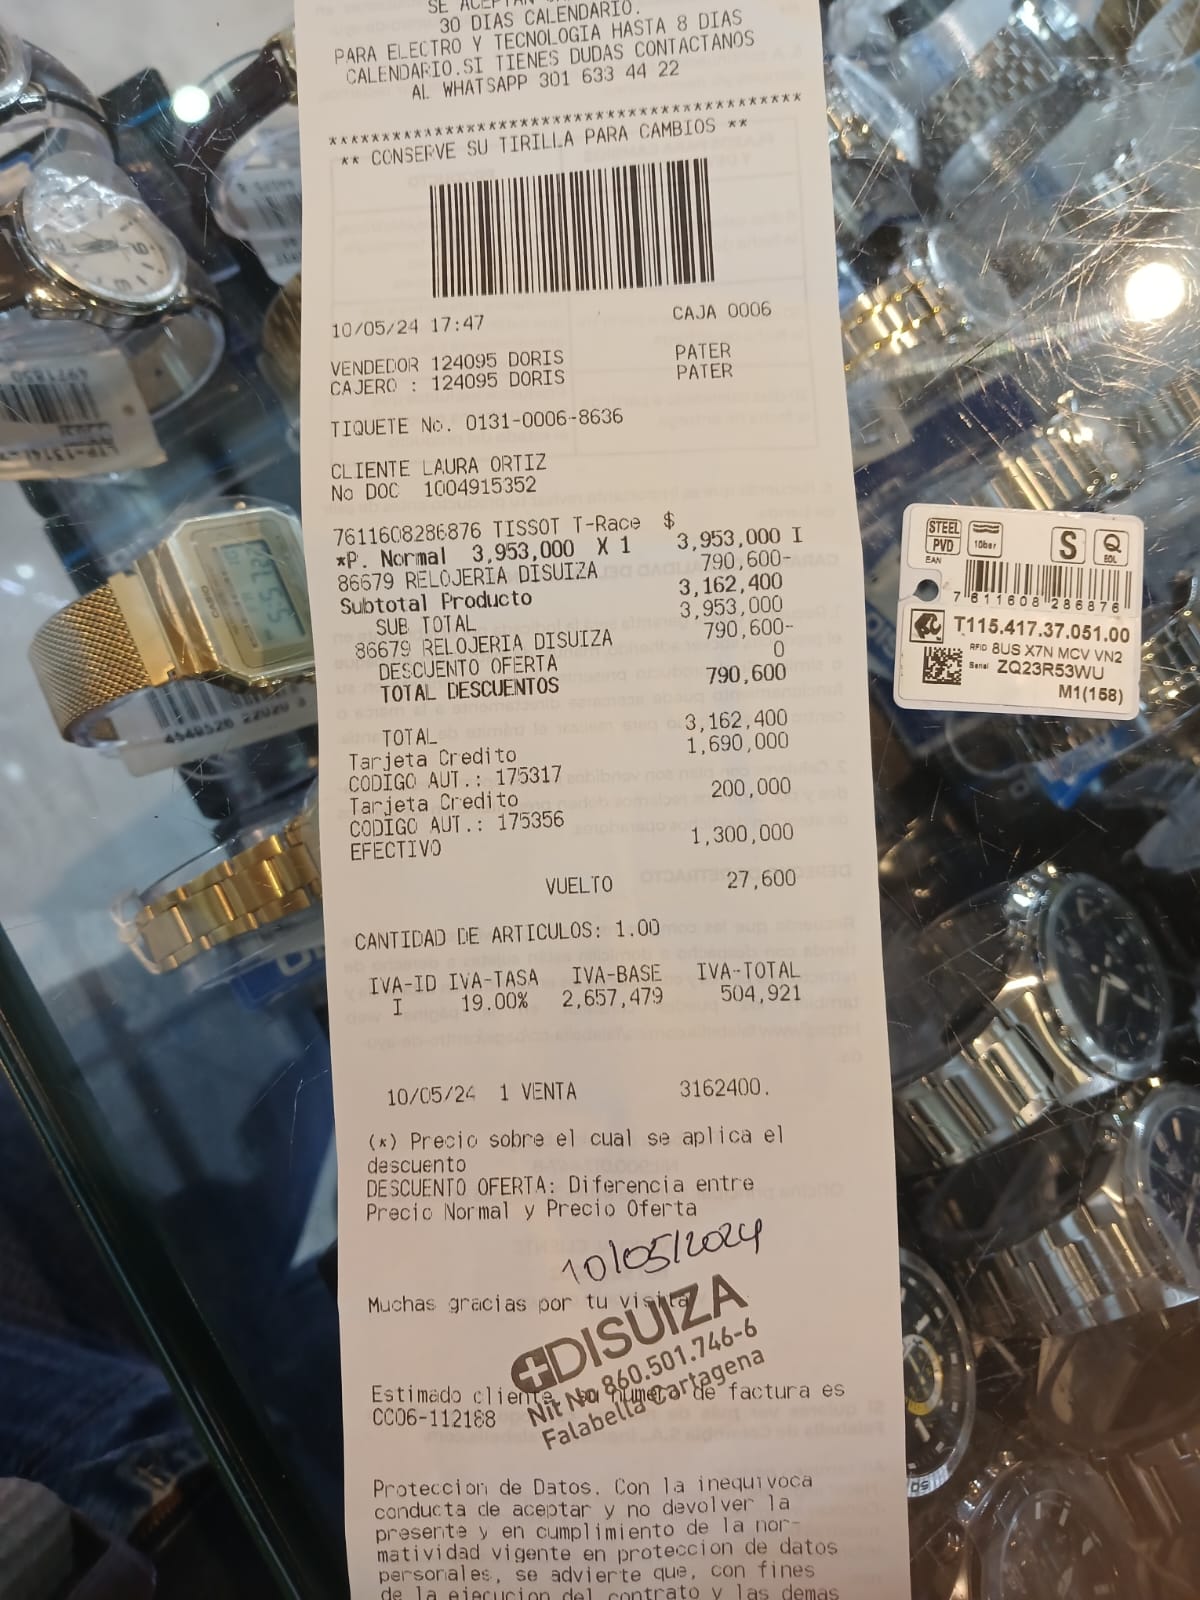 SE ACEPTAN
30 DIAS CALENDARIO.
PARA ELECTRO Y TECNOLOGIA HASTA 8 DIAS
CALENDARIO.SI TIENES DUDAS CONTACTANOS
AL WHATSAPP 301 633 44 22
************************************
** CONSERVE SU TIRILLA PARA CAMBIOS **
10/05/24 17:47 CAJA 0006
VENDEDOR 124095 DORIS PATER
CAJERO : 124095 DORIS PATER
TIQUETE No. 0131-0006-8636
CLIENTE LAURA ORTIZ
No DOC 1004915352
7611608286876 TISSOT T-Race $
*P. Normal 3,953,000 X 1 3,953,000 I
86679 RELOJERIA DISUIZA 790,600-
Subtotal Producto 3,162,400
SUB TOTAL 3,953,000
86679 RELOJERIA DISUIZA 790,600-
DESCUENTO OFERTA 0
TOTAL DESCUENTOS 790,600
TOTAL 3,162,400
Tarjeta Credito 1,690,000
CODIGO AUT.: 175317
Tarjeta Credito 200,000
CODIGO AUT.: 175356
EFECTIVO 1,300,000
VUELTO 27,600
CANTIDAD DE ARTICULOS: 1.00
IVA-ID IVA-TASA IVA-BASE IVA-TOTAL
I 19.00% 2,657,479 504,921
10/05/24 1 VENTA 3162400.
(*) Precio sobre el cual se aplica el
descuento
DESCUENTO OFERTA: Diferencia entre
Precio Normal y Precio Oferta
10/05/2024
Muchas gracias por tu visita
DISUIZA
Nit No 860.501.746-6
Falabella Cartagena
Estimado cliente, su numero de factura es
CC06-112188
Proteccion de Datos. Con la inequivoca
conducta de aceptar y no devolver la
presente y en cumplimiento de la nor-
matividad vigente en proteccion de datos
personales, se advierte que, con fines
de la ejecucion del contrato y las demas
STEEL
PVD
10bar
S
Q
EOL
EAN
7 611608 286876
T115.417.37.051.00
RFID 8US X7N MCV VN2
Serial ZQ23R53WU
M1(158)
CASIO